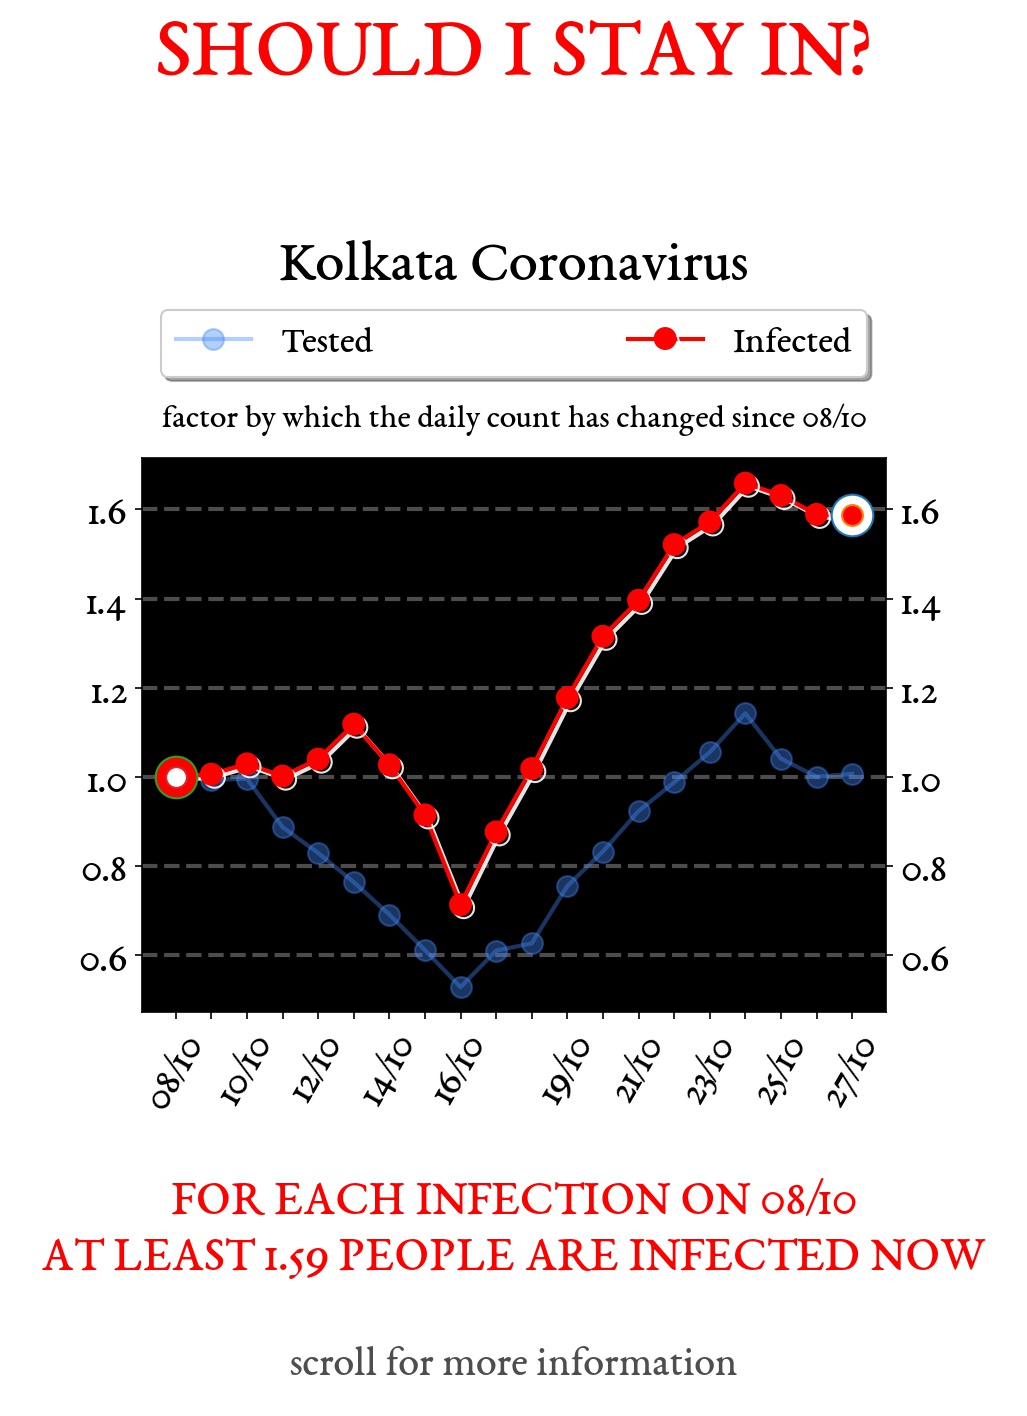 SHOULD I STAY IN?
Kolkata Coronavirus
Tested Infected
factor by which the daily count has changed since 08/10
1.6 1.6
1.4 1.4
1.2 1.2
1.0 1.0
0.8 0.8
0.6 0.6
08/10 10/10 12/10 14/10 16/10 19/10 21/10 23/10 25/10 27/10
FOR EACH INFECTION ON 08/10
AT LEAST 1.59 PEOPLE ARE INFECTED NOW
scroll for more information